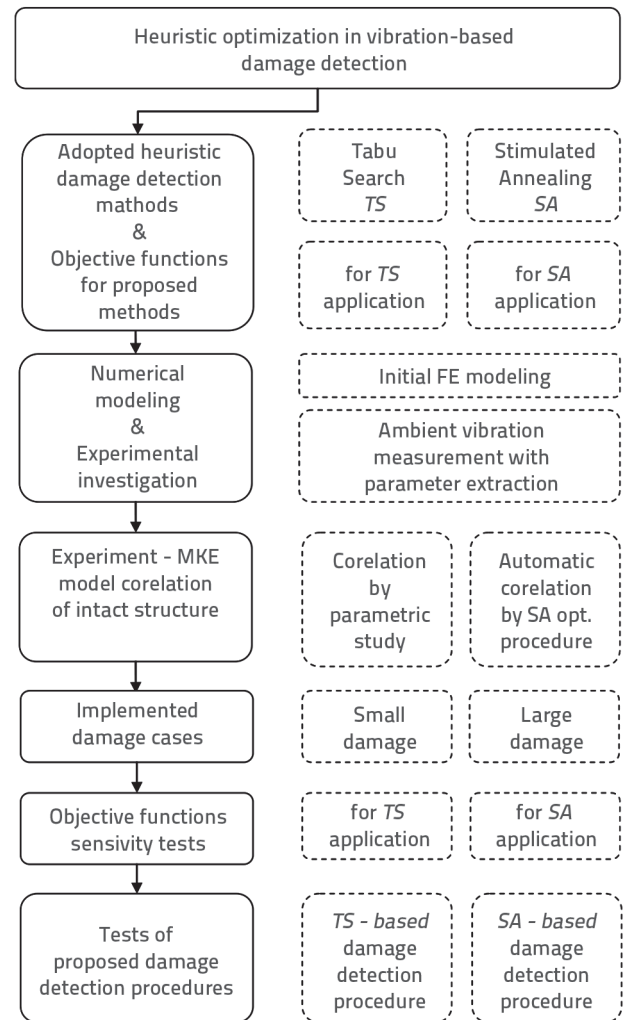 Heuristic optimization in vibration-based
damage detection
Adopted heuristic
damage detection
mathods
&
Objective functions
for proposed
methods
Tabu
Search
TS
Stimulated
Annealing
SA
for TS
application
for SA
application
Numerical
modeling
&
Experimental
investigation
Initial FE modeling
Ambient vibration
measurement with
parameter extraction
Experiment - MKE
model corelation
of intact structure
Corelation
by
parametric
study
Automatic
corelation
by SA opt.
procedure
Implemented
damage cases
Small
damage
Large
damage
Objective functions
sensivity tests
for TS
application
for SA
application
Tests of
proposed damage
detection procedures
TS - based
damage
detection
procedure
SA - based
damage
detection
procedure